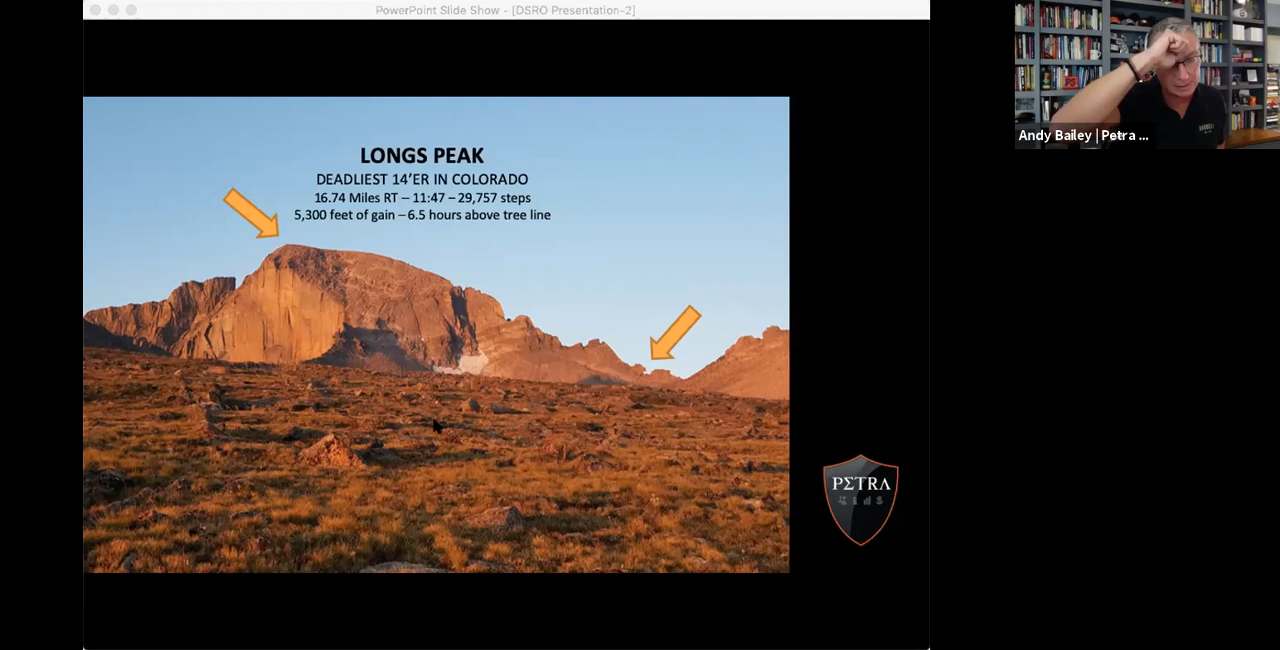 PowerPoint Slide Show - [DSRO Presentation-2]
LONGS PEAK
DEADLIEST 14'ER IN COLORADO
16.74 Miles RT – 11:47 – 29,757 steps
5,300 feet of gain – 6.5 hours above tree line
PETRA
Andy Bailey | Petra ...